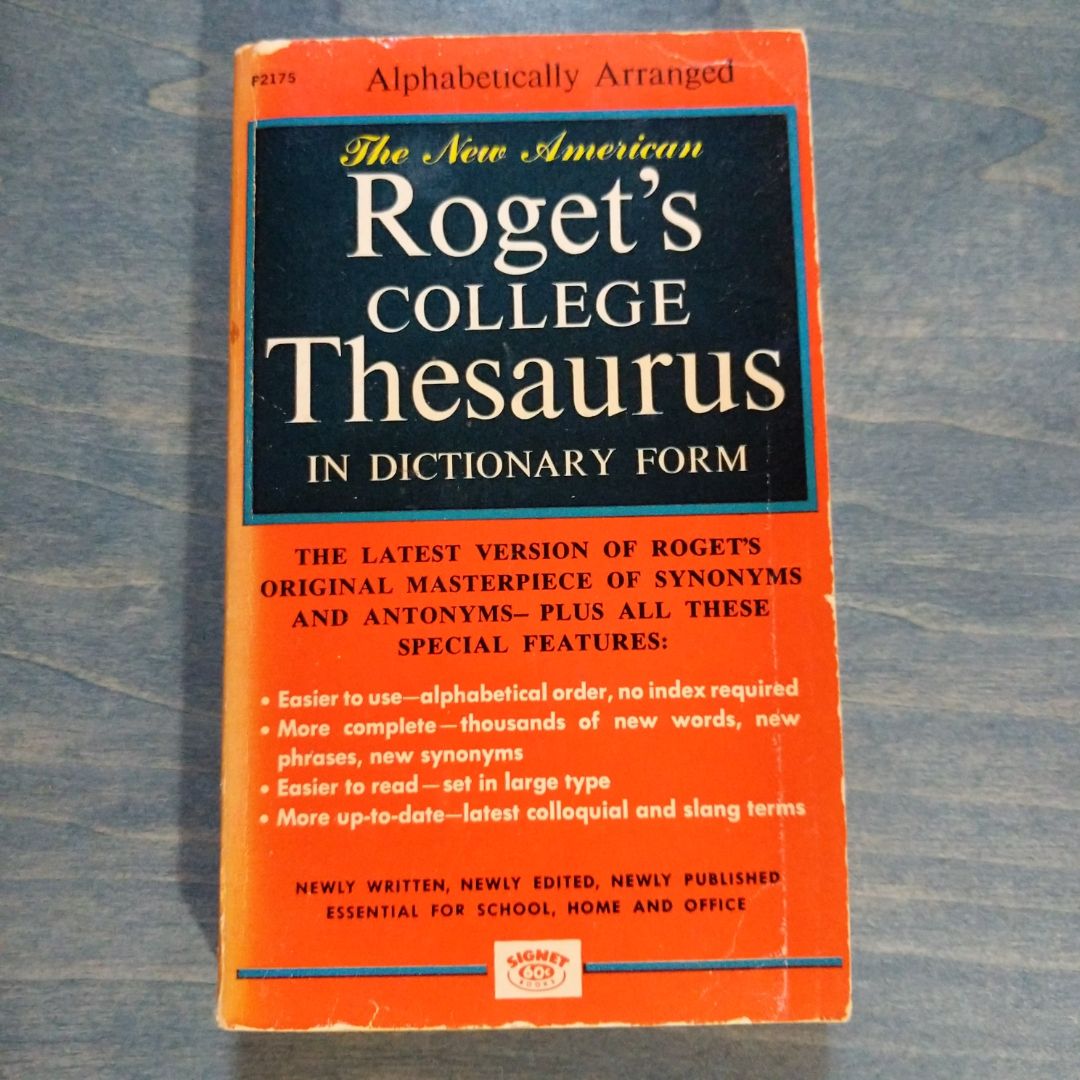 P2175
Alphabetically Arranged
The New American
Roget's
COLLEGE
Thesaurus
IN DICTIONARY FORM
THE LATEST VERSION OF ROGET'S
ORIGINAL MASTERPIECE OF SYNONYMS
AND ANTONYMS— PLUS ALL THESE
SPECIAL FEATURES:
• Easier to use—alphabetical order, no index required
• More complete—thousands of new words, new
phrases, new synonyms
• Easier to read—set in large type
• More up-to-date—latest colloquial and slang terms
NEWLY WRITTEN, NEWLY EDITED, NEWLY PUBLISHED
ESSENTIAL FOR SCHOOL, HOME AND OFFICE
SIGNET
60¢
BOOKS